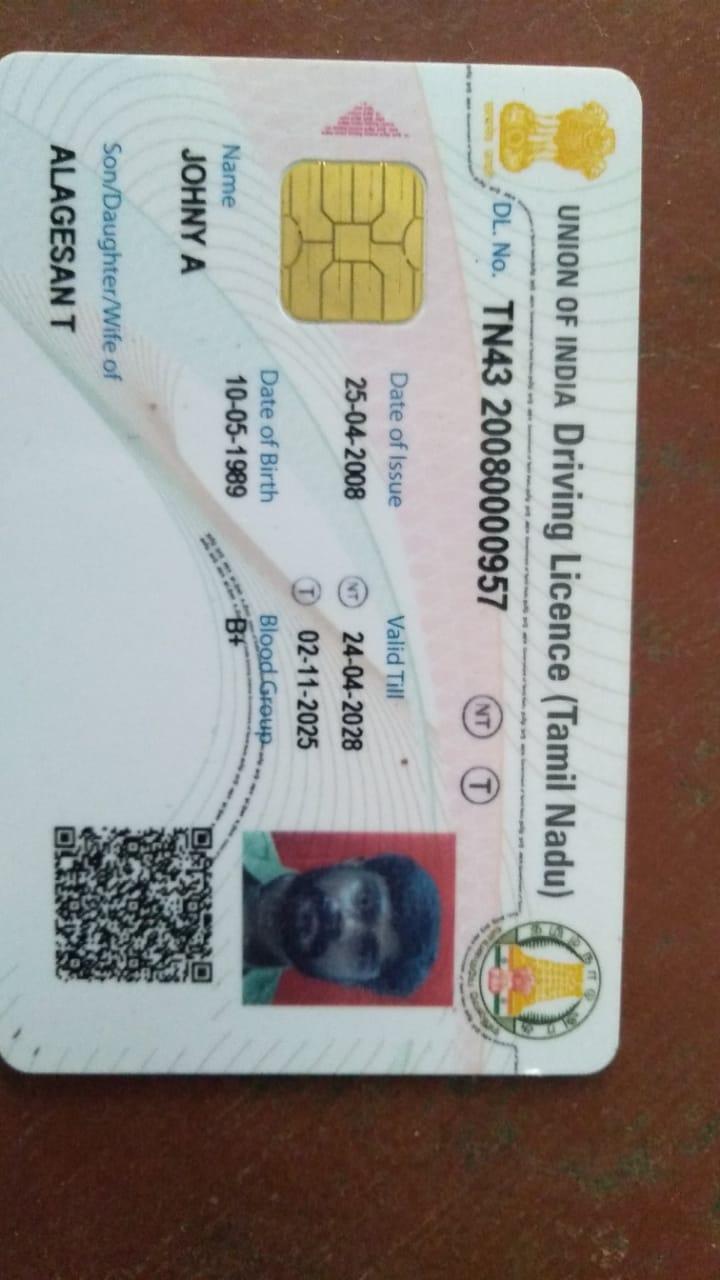 UNION OF INDIA Driving Licence (Tamil Nadu)
DL. No. TN43 20080000957 NT T
Date of Issue Valid Till
25-04-2008 NT 24-04-2028
T 02-11-2025
Name Date of Birth Blood Group
JOHNY A 10-05-1989 B+
Son/Daughter/Wife of
ALAGESAN T